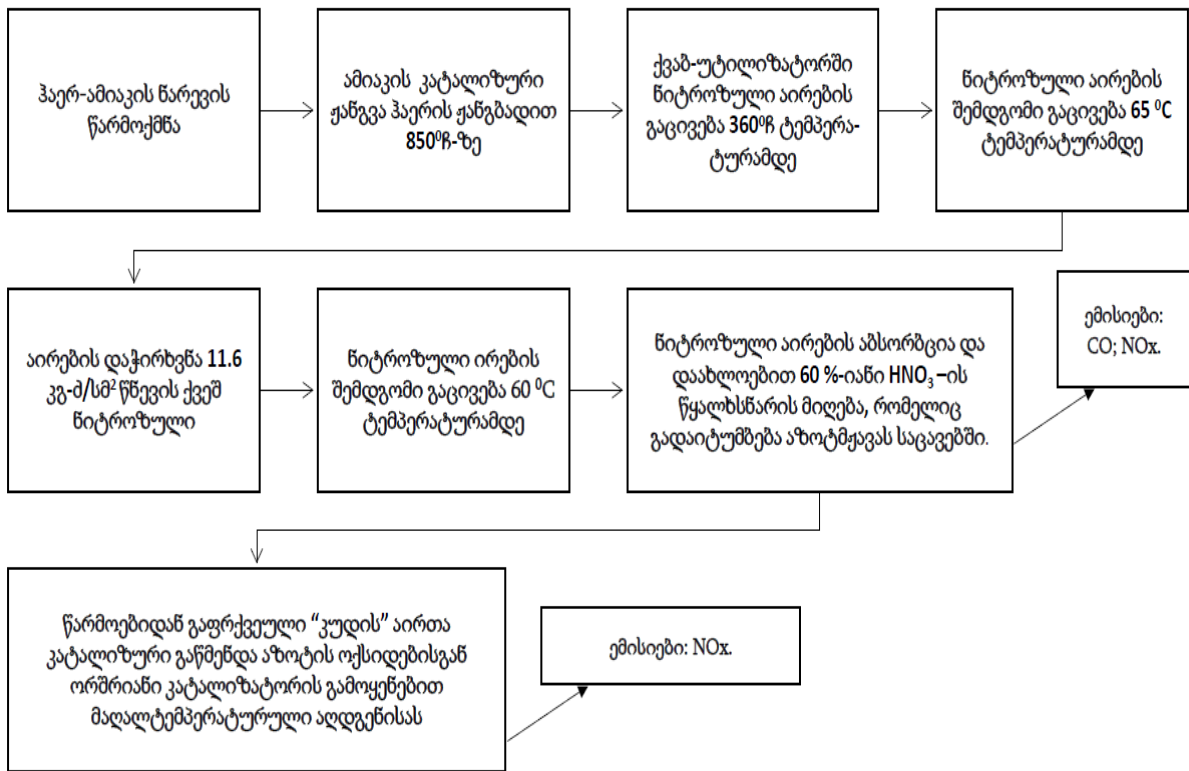 ჰაერ-ამიაკის ნარევის
წარმოქმნა
ამიაკის კატალიზური
ჟანგვა ჰაერის ჟანგბადით
850⁰ჩ-ზე
ქვაბ-უტილიზატორში
ნიტროზული აირების
გაცივება 360⁰ჩ ტემპერა-
ტურამდე
ნიტროზული აირების
შემდგომი გაცივება 65 ⁰C
ტემპერატურამდე
აირების დაჭირხვნა 11.6
კგ-მ/სმ² წნევის ქვეშ
ნიტროზული
ნიტროზული ირების
შემდგომი გაცივება 60 ⁰C
ტემპერატურამდე
ნიტროზული აირების აბსორბცია და
დაახლოებით 60 %-იანი HNO₃ –ის
წყალხსნარის მიღება, რომელიც
გადაიტუმბება აზოტმჟავას საცავებში.
ემისიები:
CO; NOx.
წარმოებიდან გაფრქვეული “კუდის” აირთა
კატალიზური გაწმენდა აზოტის ოქსიდებისგან
ორშრიანი კატალიზატორის გამოყენებით
მაღალტემპერატურული აღდგენისას
ემისიები: NOx.